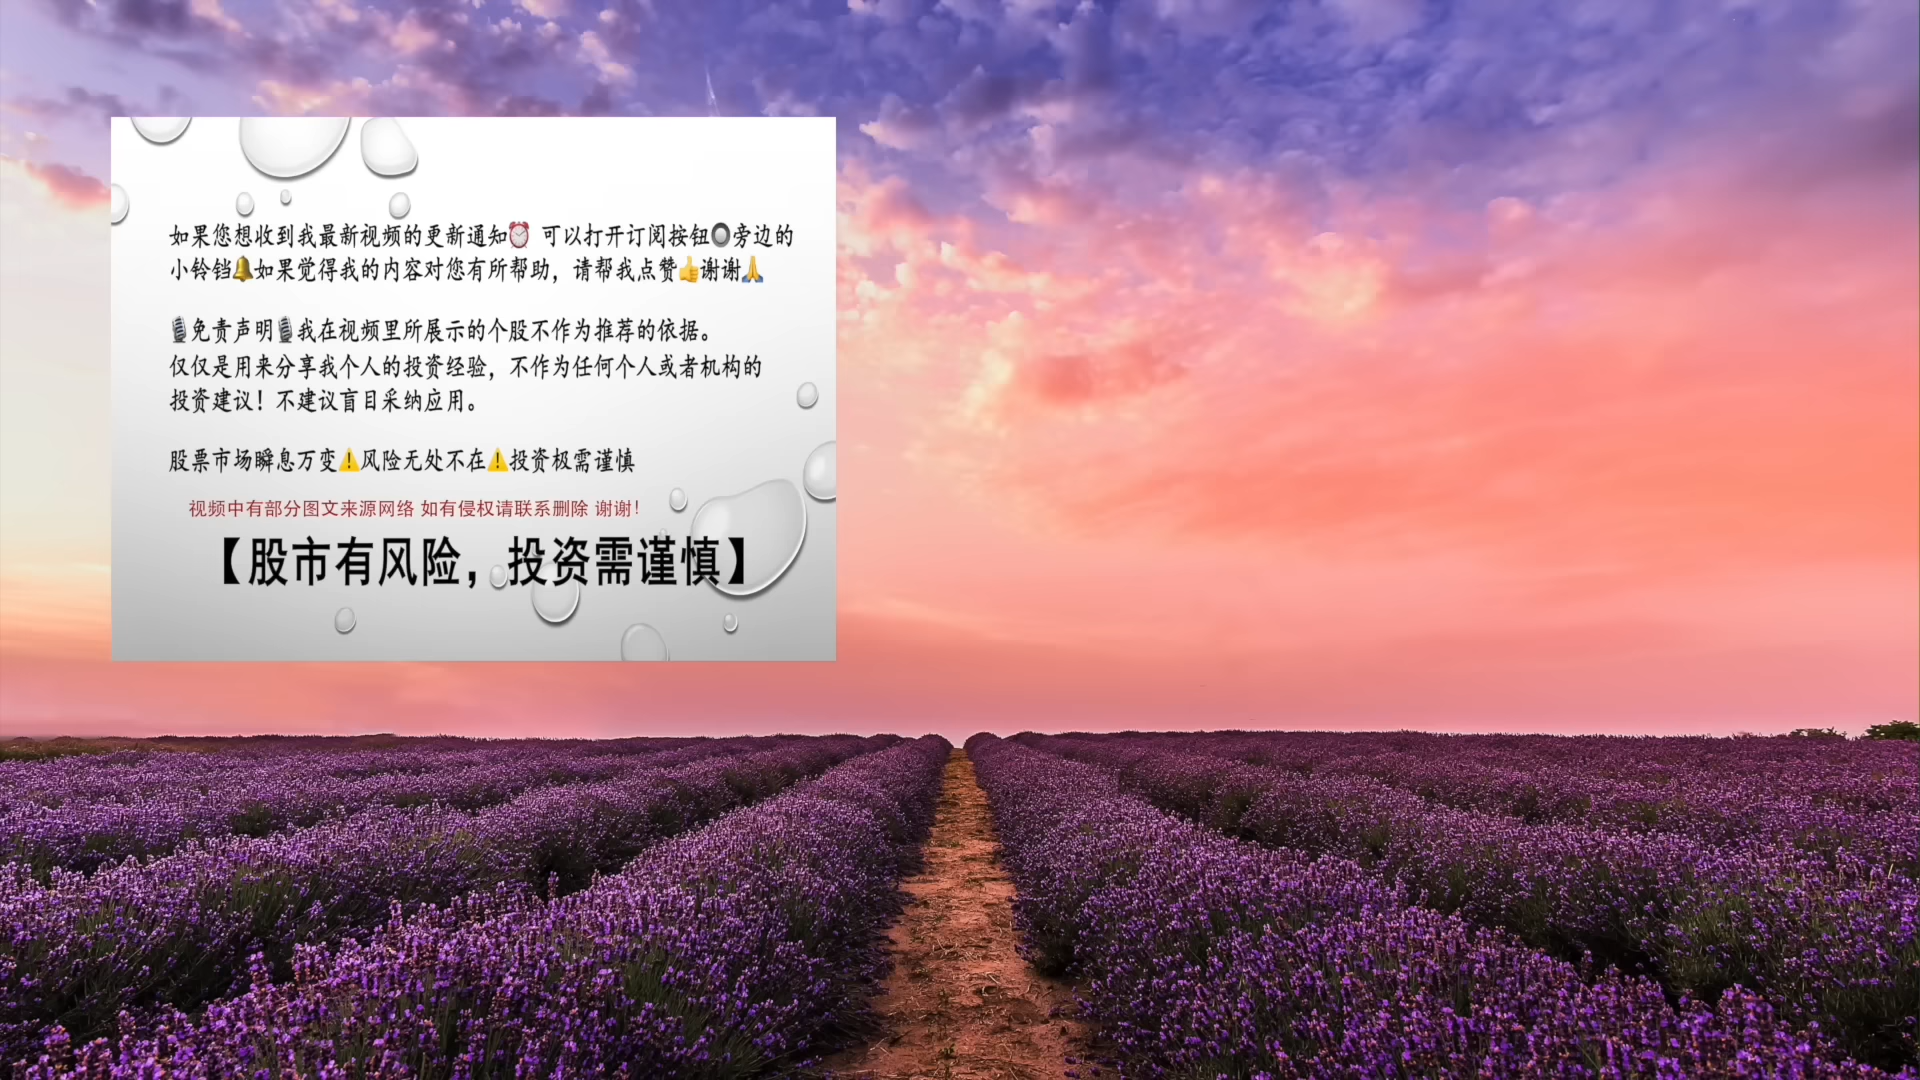 如果您想收到我最新视频的更新通知⏰ 可以打开订阅按钮🔘旁边的
小铃铛🔔如果觉得我的内容对您有所帮助，请帮我点赞👍谢谢🙏
🎙️免责声明🎙️我在视频里所展示的个股不作为推荐的依据。
仅仅是用来分享我个人的投资经验，不作为任何个人或者机构的
投资建议！不建议盲目采纳应用。
股票市场瞬息万变⚠️风险无处不在⚠️投资极需谨慎
视频中有部分图文来源网络 如有侵权请联系删除 谢谢！
【股市有风险，投资需谨慎】